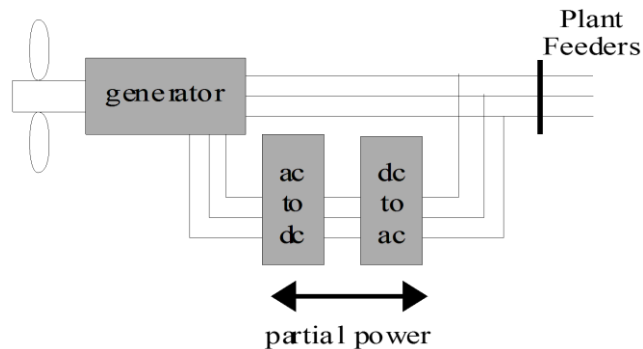 Plant
Feeders
generator
ac
to
dc
dc
to
ac
partial power